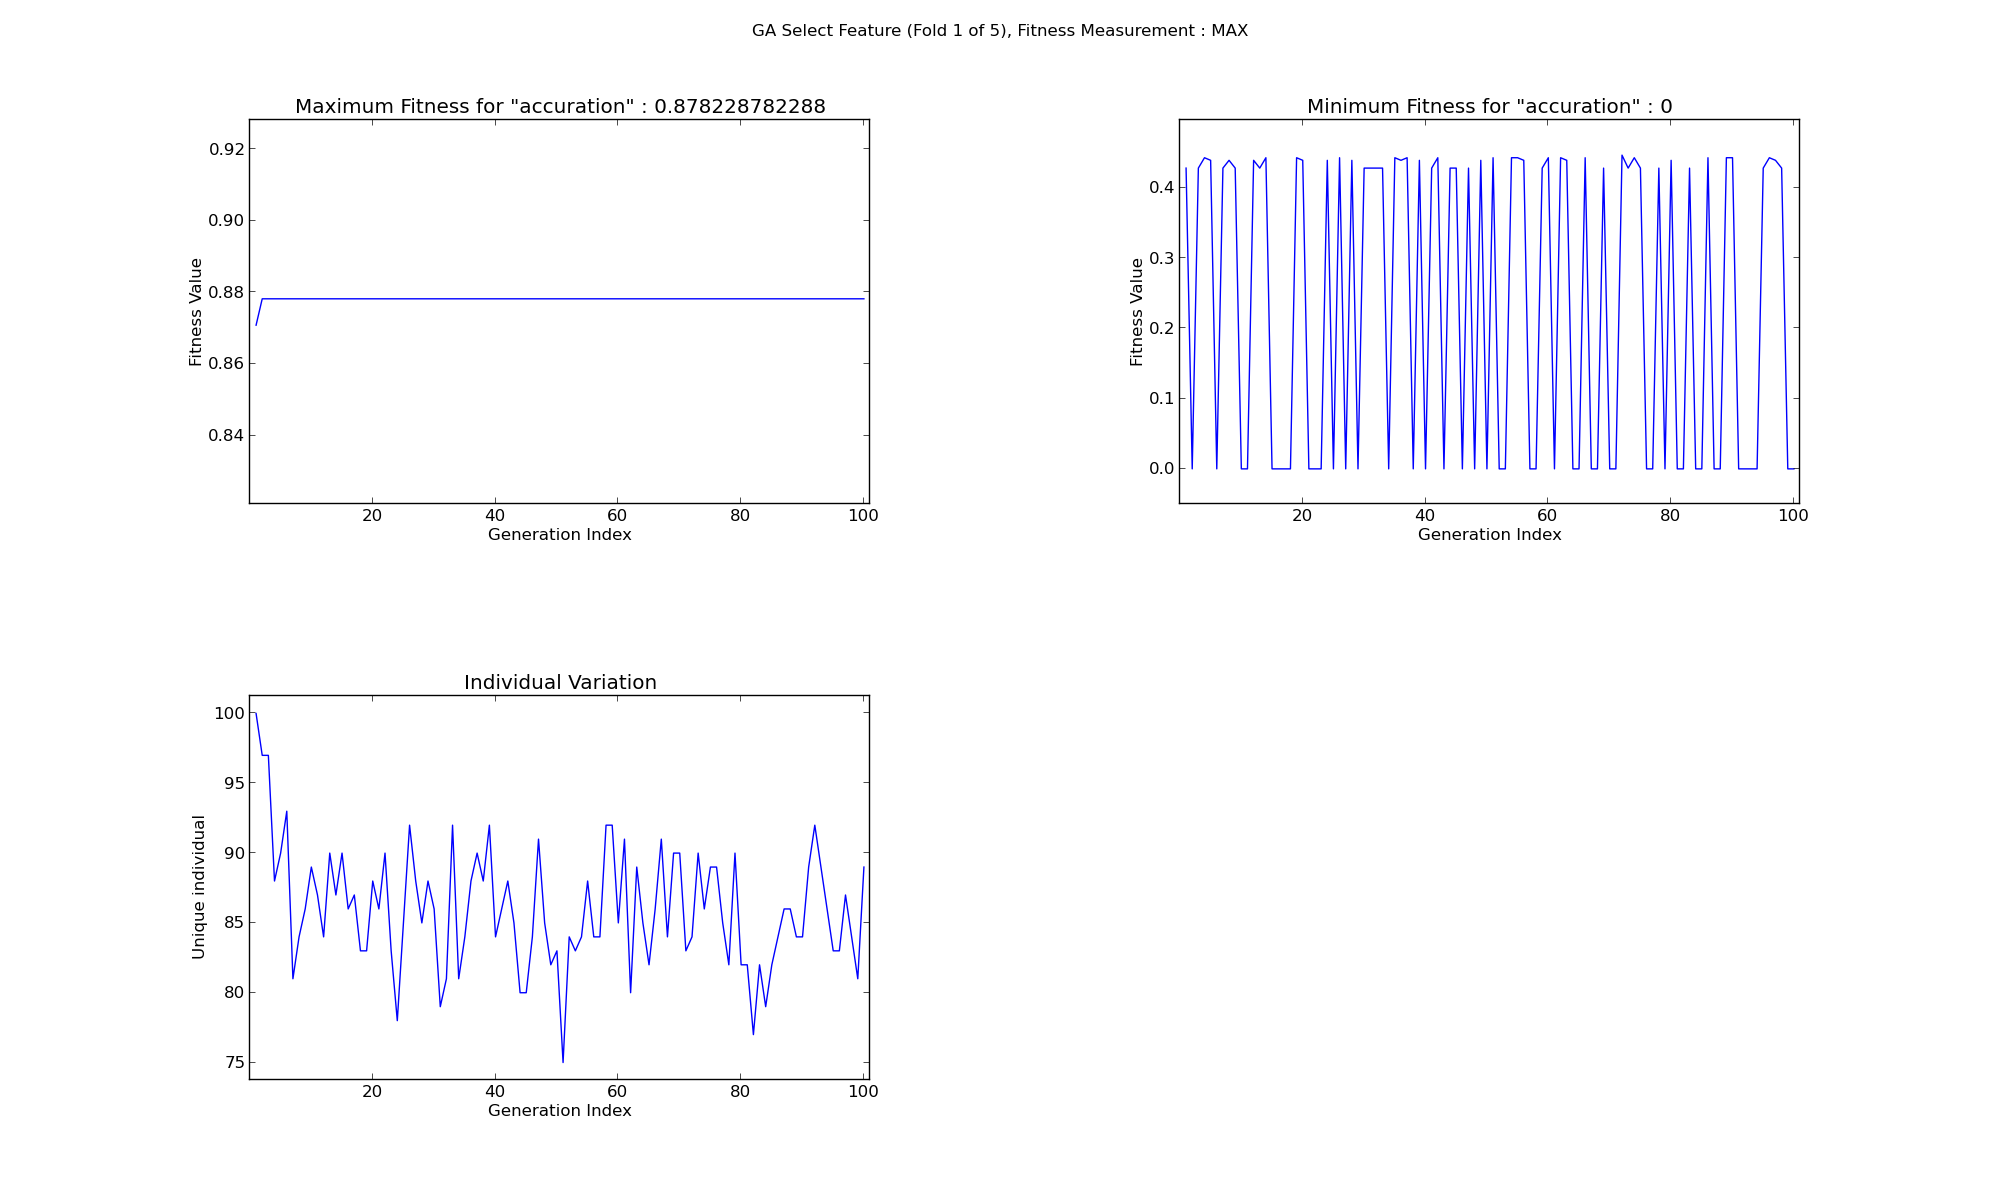 GA Select Feature (Fold 1 of 5), Fitness Measurement : MAX
Maximum Fitness for "accuration" : 0.878228782288
0.92
0.90
0.88
0.86
0.84
Fitness Value
20 40 60 80 100
Generation Index
Minimum Fitness for "accuration" : 0
0.4
0.3
0.2
0.1
0.0
Fitness Value
20 40 60 80 100
Generation Index
Individual Variation
100
95
90
85
80
75
Unique individual
20 40 60 80 100
Generation Index